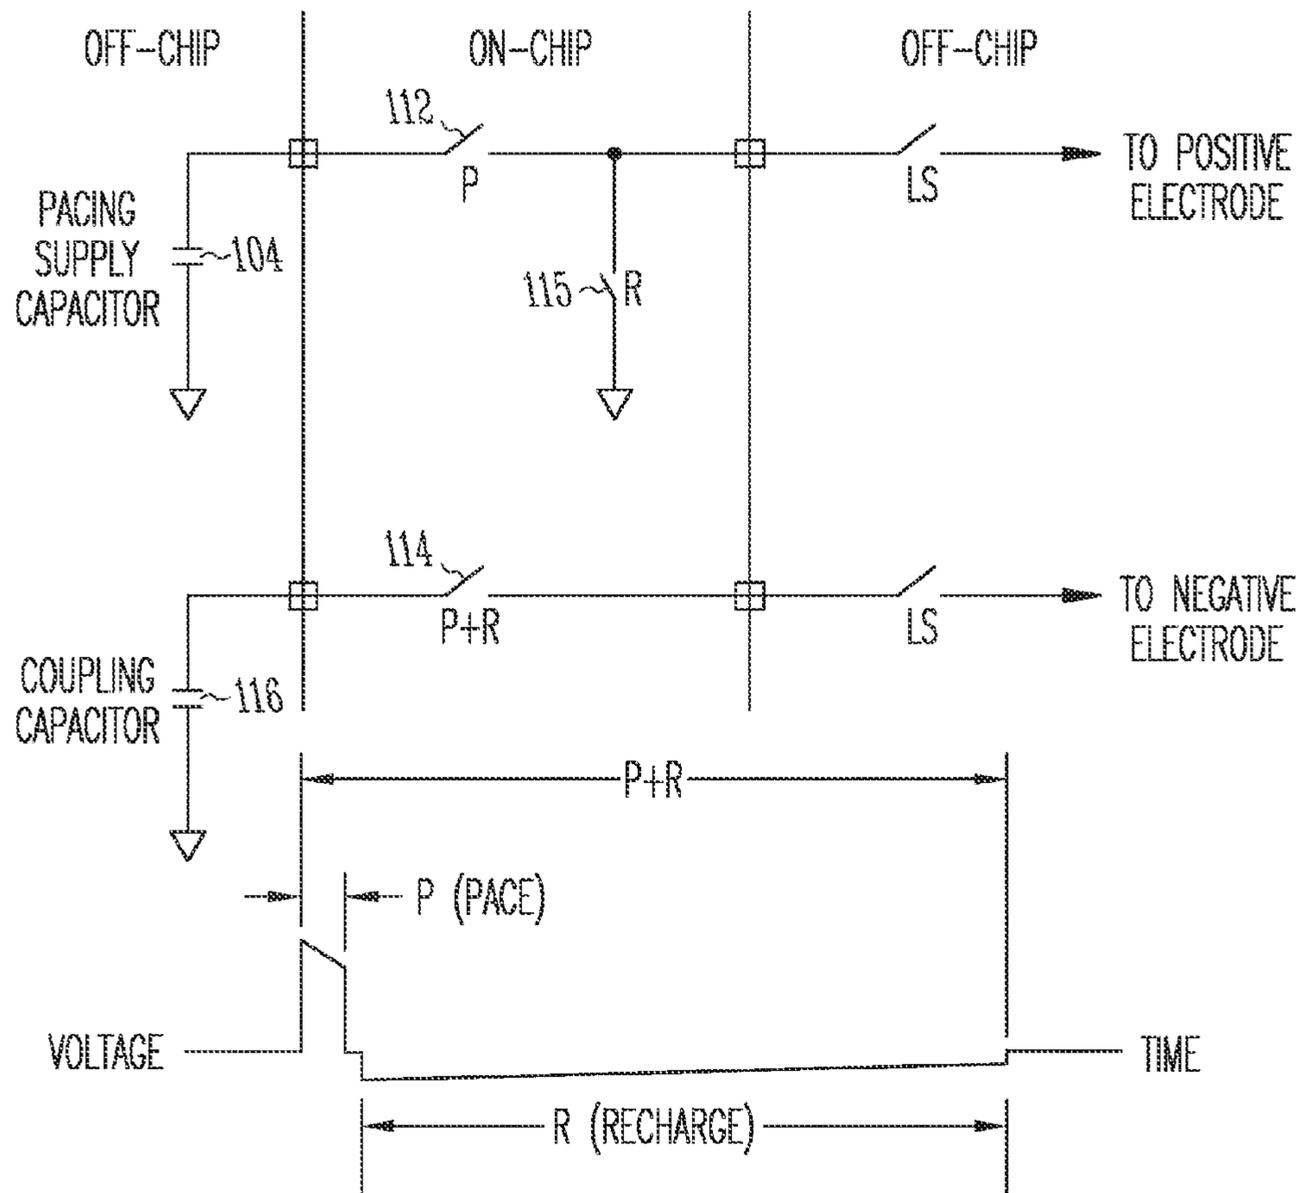 OFF-CHIP
ON-CHIP
OFF-CHIP
112
P
LS
TO POSITIVE
ELECTRODE
PACING
SUPPLY
CAPACITOR
104
115
R
114
P+R
LS
TO NEGATIVE
ELECTRODE
COUPLING
CAPACITOR
116
P+R
P (PACE)
VOLTAGE
TIME
R (RECHARGE)